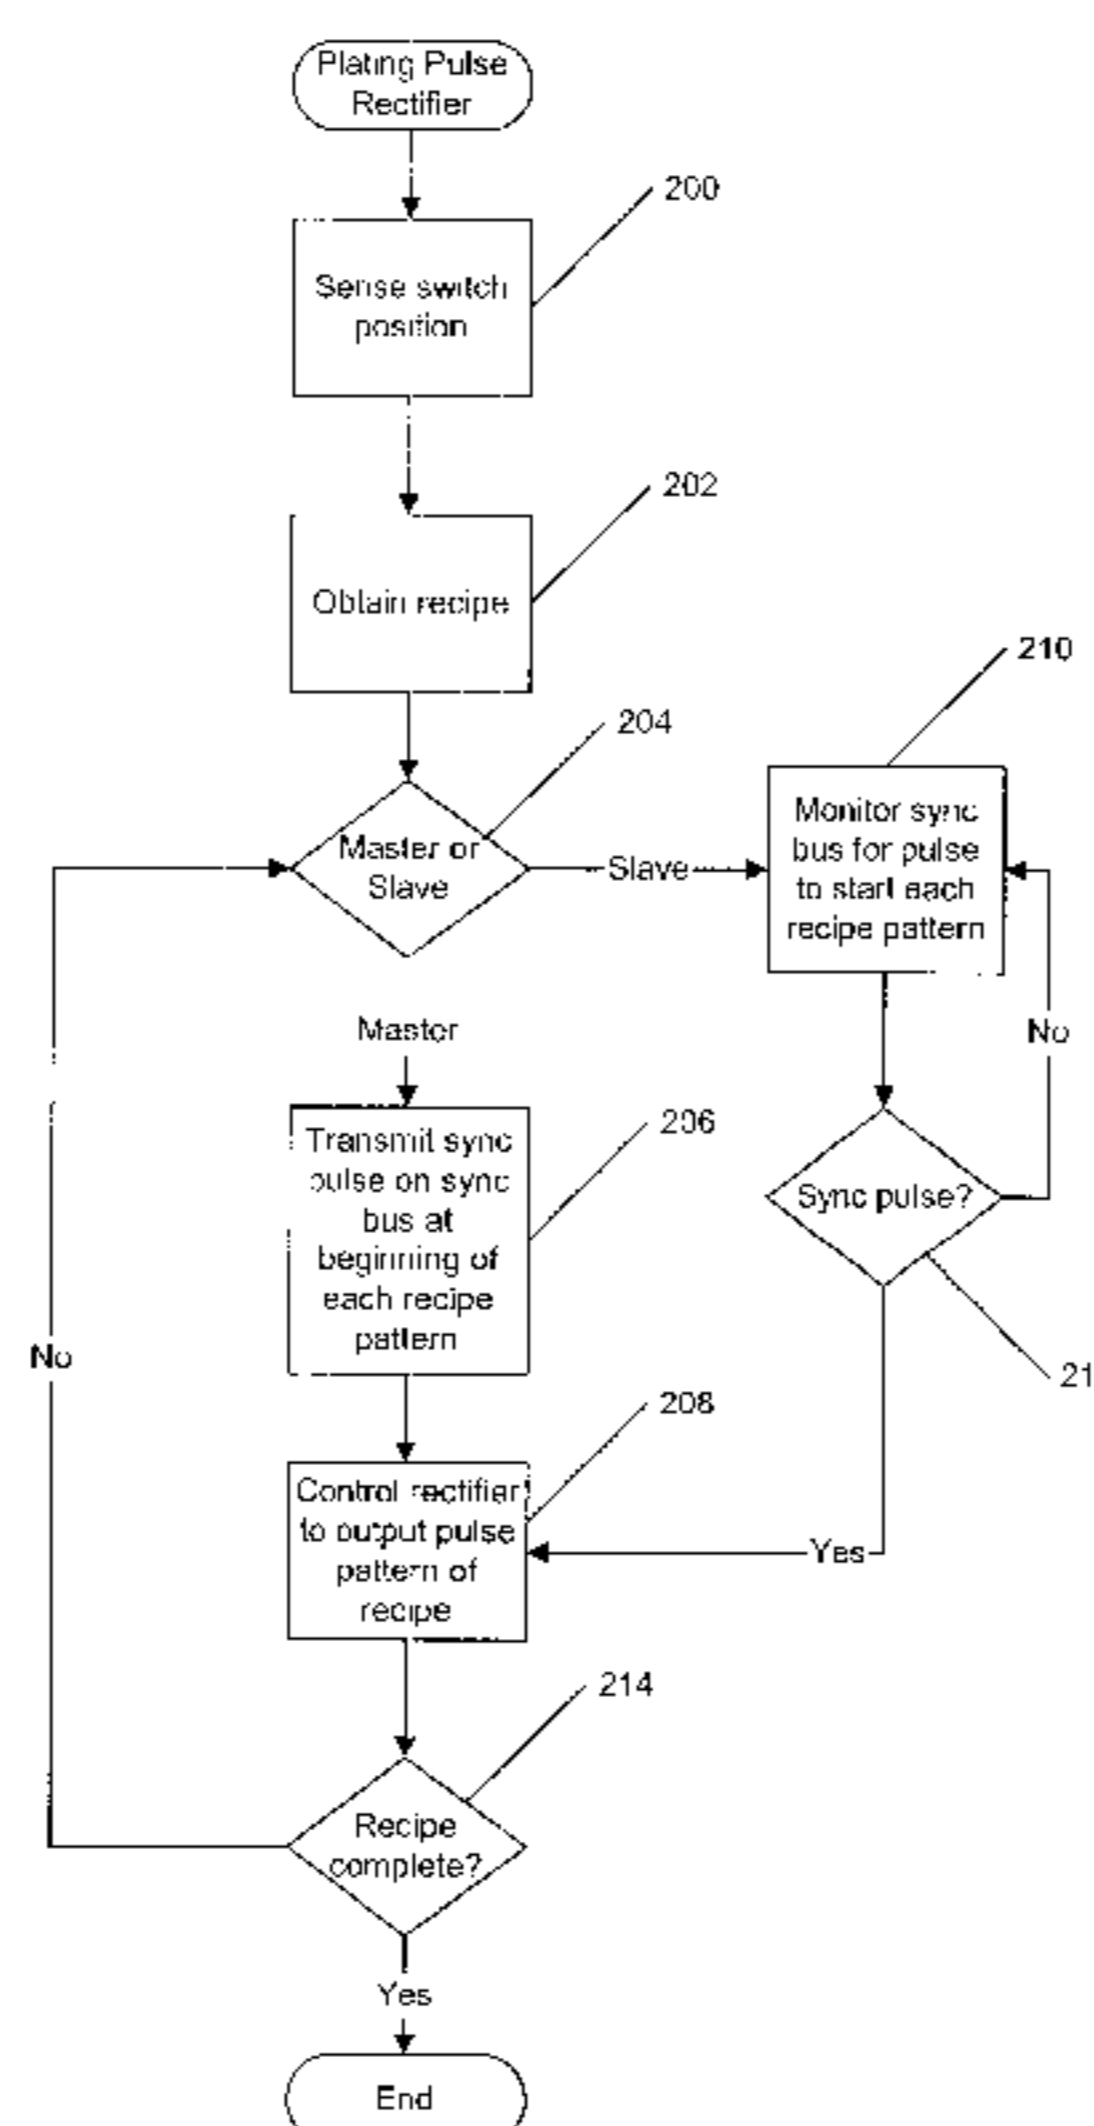 Plating Pulse
Rectifier
200
Sense switch
position
202
Obtain recipe
210
204
Monitor sync
bus for pulse
to start each
recipe pattern
Master or
Slave
Slave
No
Master
206
Transmit sync
pulse on sync
bus at
beginning of
each recipe
pattern
Sync pulse?
21
No
208
Control rectifier
to output pulse
pattern of
recipe
Yes
214
Recipe
complete?
Yes
End